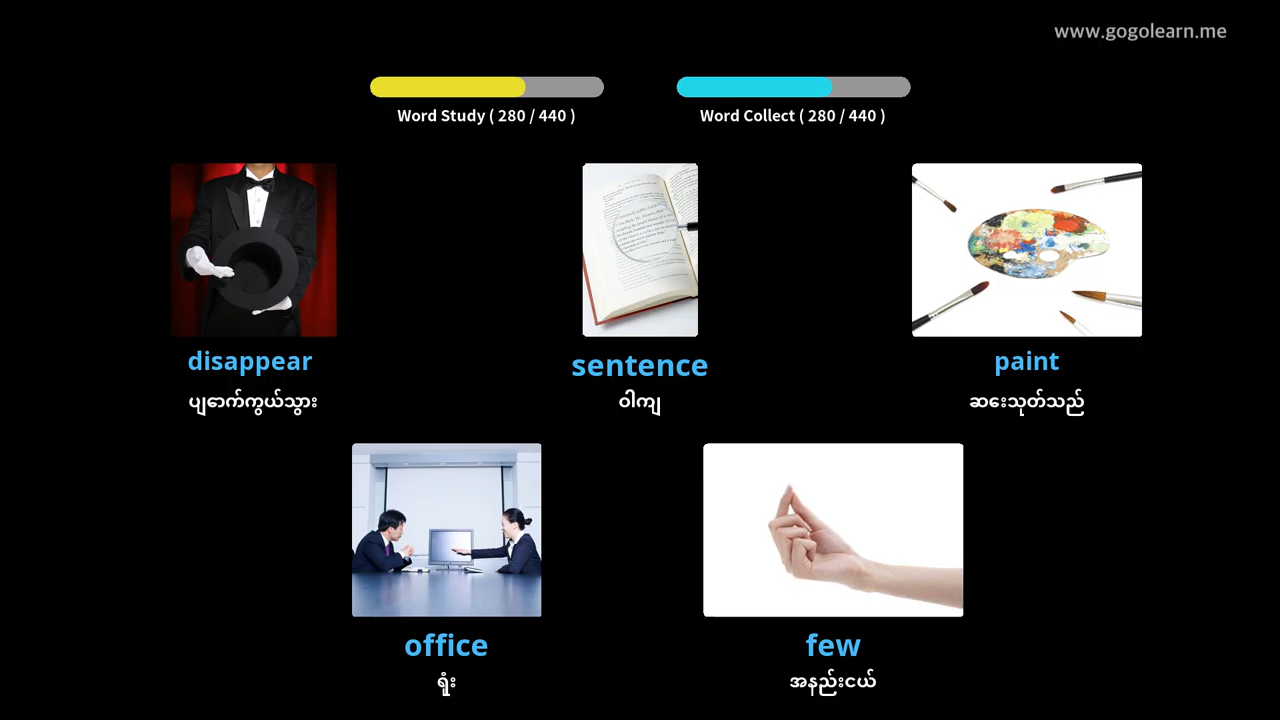 www.gogolearn.me
Word Study ( 280 / 440 )
Word Collect ( 280 / 440 )
disappear
sentence
paint
ပျောက်ကွယ်သွား
ဝါကျ
ဆေးသုတ်သည်
office
few
ရုံး
အနည်းငယ်